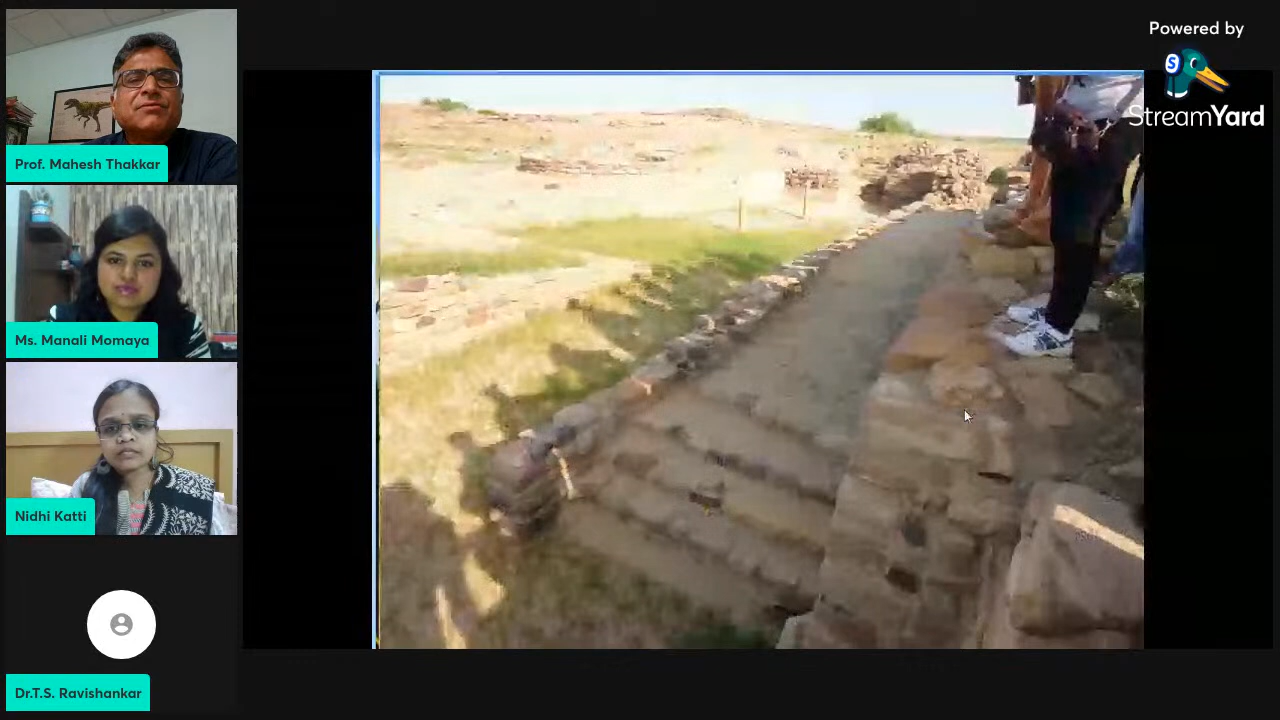 Powered by
StreamYard
Prof. Mahesh Thakkar
Ms. Manali Momaya
Nidhi Katti
Dr.T.S. Ravishankar